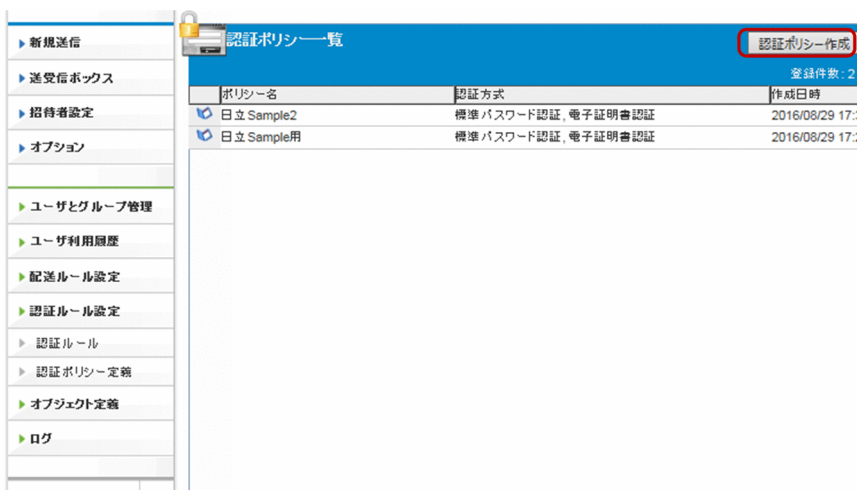 新規送信
送受信ボックス
招待者設定
オプション
ユーザとグループ管理
ユーザ利用履歴
配送ルール設定
認証ルール設定
認証ルール
認証ポリシー定義
オブジェクト定義
ログ
認証ポリシー一覧
認証ポリシー作成
登録件数:2
ポリシー名 認証方式 作成日時
日立Sample2 標準パスワード認証, 電子証明書認証 2016/08/29 17:
日立Sample用 標準パスワード認証, 電子証明書認証 2016/08/29 17: